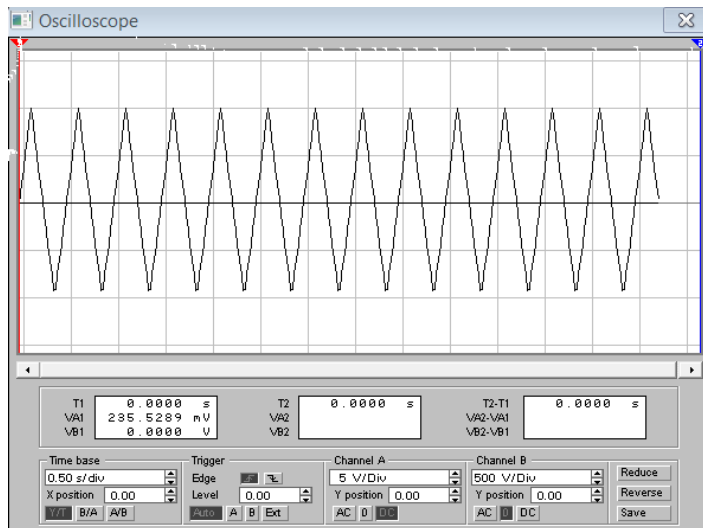 Oscilloscope
T1 0.0000 s T2 0.0000 s T2-T1 0.0000 s
VA1 235.5289 mV VA2 VA2-VA1
VB1 0.0000 V VB2 VB2-VB1
Time base Trigger Channel A Channel B
0.50 s/div Edge 5 V/Div 500 V/Div Reduce
X position 0.00 Level 0.00 Y position 0.00 Y position 0.00 Reverse
Y/T B/A A/B Auto A B Ext AC 0 DC AC 0 DC Save